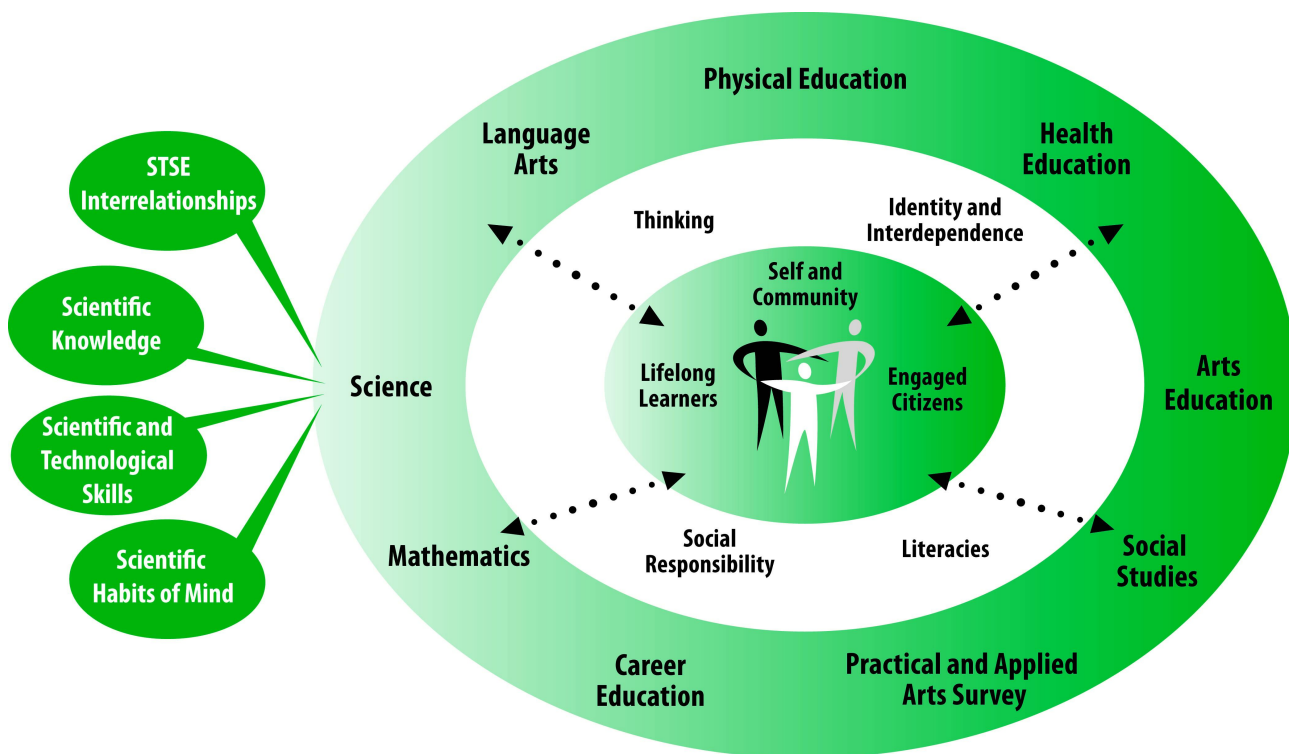 Physical Education
Language
Arts
Health
Education
STSE
Interrelationships
Thinking
Identity and
Interdependence
Self and
Community
Scientific
Knowledge
Science
Lifelong
Learners
Engaged
Citizens
Arts
Education
Scientific and
Technological
Skills
Mathematics
Social
Responsibility
Literacies
Social
Studies
Scientific
Habits of Mind
Career
Education
Practical and Applied
Arts Survey